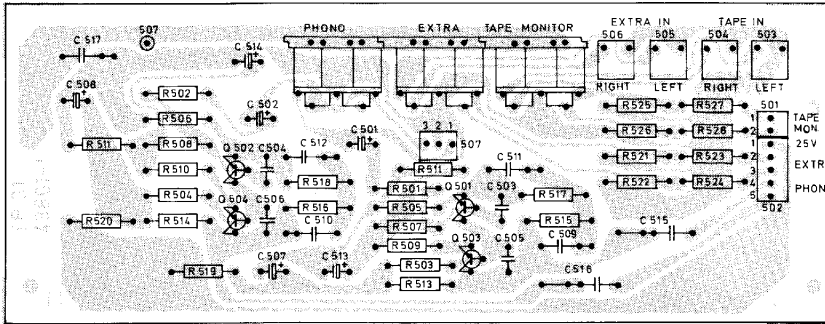 PHONO EXTRA TAPE MONITOR
EXTRA IN TAPE IN
506 505 504 503
RIGHT LEFT RIGHT LEFT
C 517
507
C 514
C 508
R502
C 502
R506
R511 R508
R510
R504
R520 R514
R519
Q 502 C 504
Q 504 C 506
C 507 C 513
C 512
R518
R516
C 510
C 501
3 2 1
507
R511
R501
R505
R507
R509
R503
R513
Q 501 C 503
Q 503 C 505
C 511
R517
R515
C 509
C 516
C 515
R525 R527
R526 R528
R521 R523
R522 R524
501
1 TAPE
2 MON.
1 25V
2 EXTR
3
4 PHON
5
502